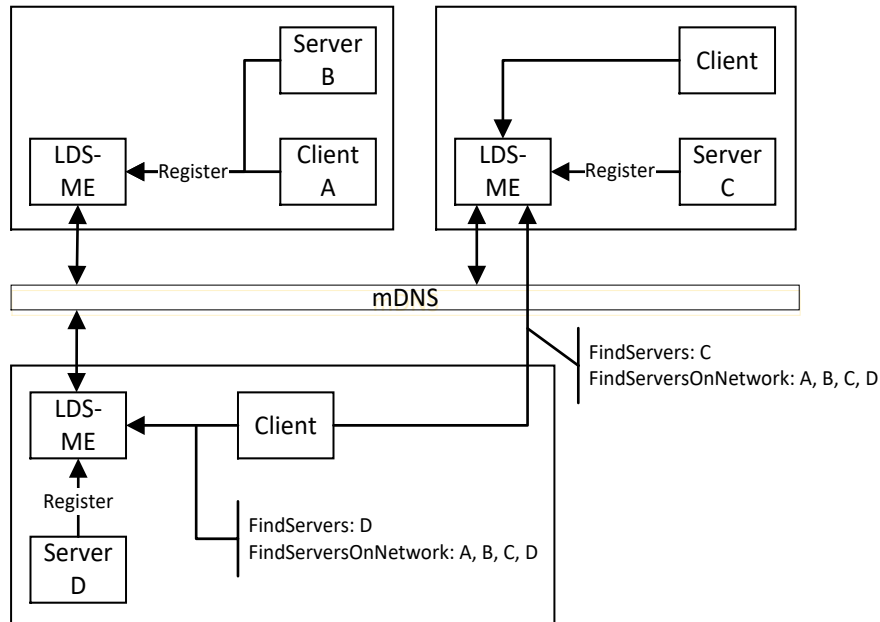 Server
B
LDS-
ME
Register
Client
A
Client
LDS-
ME
Register
Server
C
mDNS
FindServers: C
FindServersOnNetwork: A, B, C, D
LDS-
ME
Client
Register
Server
D
FindServers: D
FindServersOnNetwork: A, B, C, D